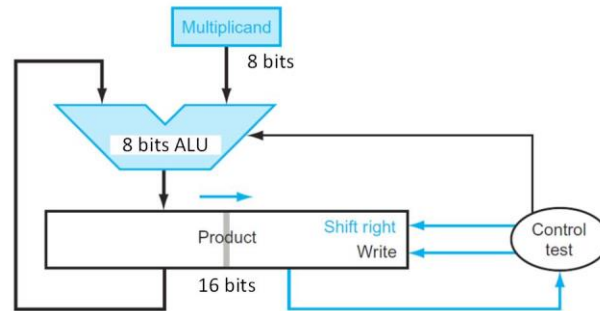 Multiplicand
8 bits
8 bits ALU
Product
Shift right
Write
Control
test
16 bits